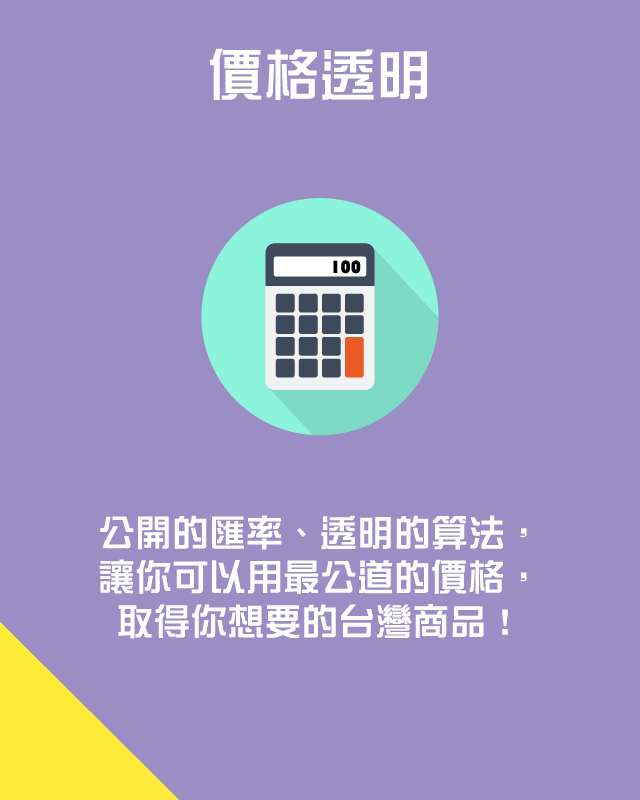 價格透明
100
公開的匯率、透明的算法，
讓你可以用最公道的價格，
取得你想要的台灣商品！